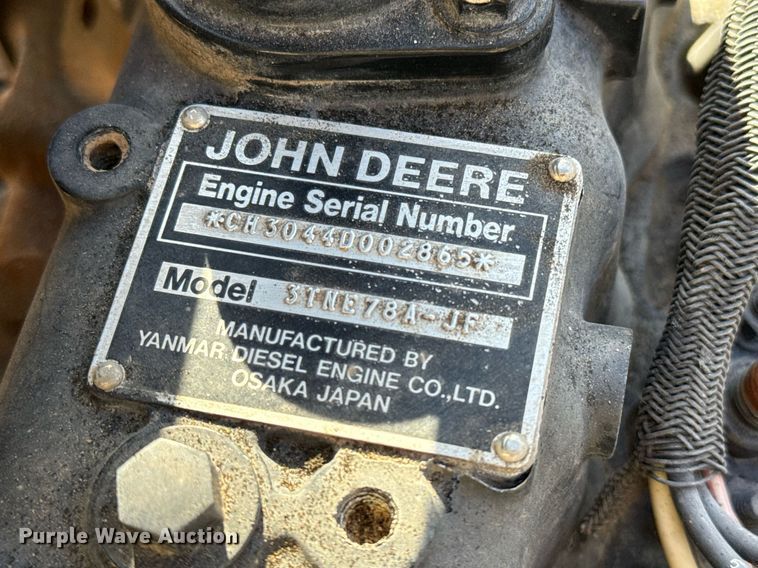 JOHN DEERE
Engine Serial Number
*CH3044D002865*
Model 3TNE78A-JF
MANUFACTURED BY
YANMAR DIESEL ENGINE CO.,LTD.
OSAKA JAPAN
Purple Wave Auction